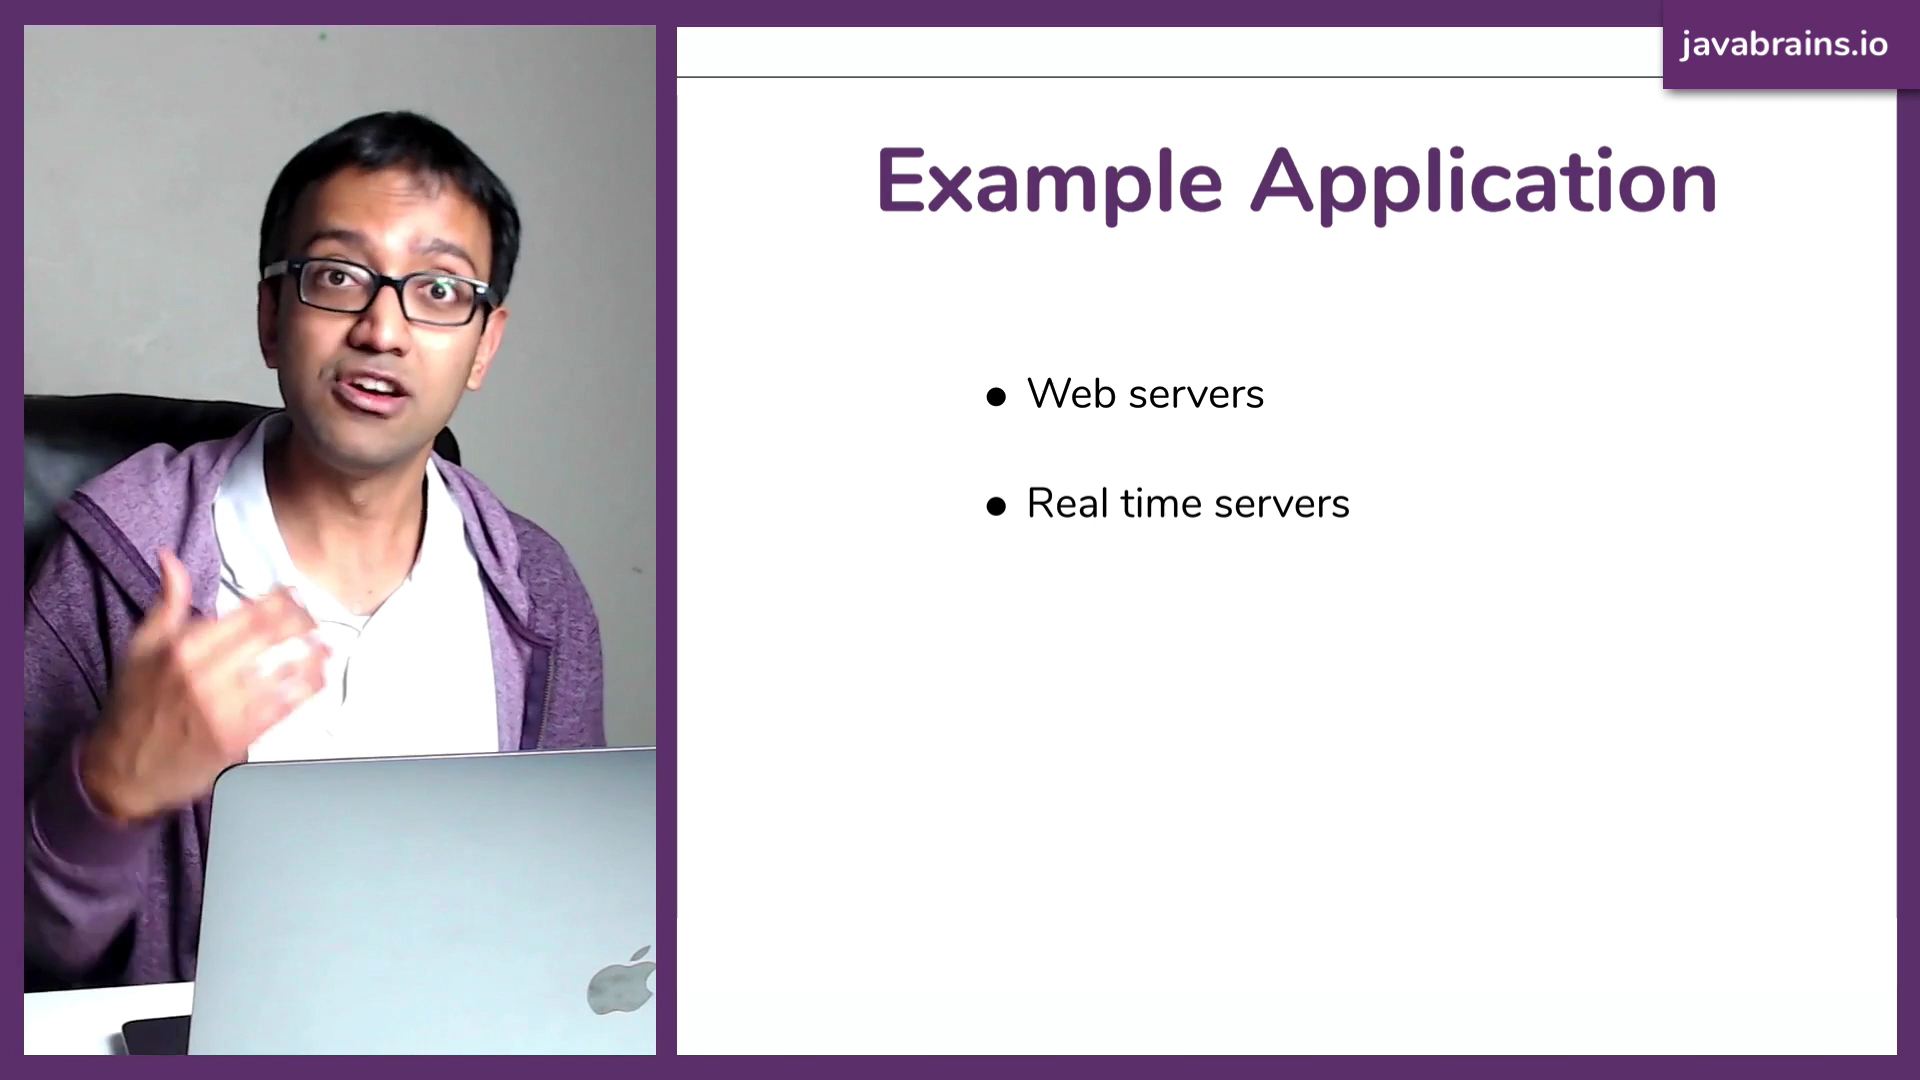 javabrains.io
Example Application
• Web servers
• Real time servers